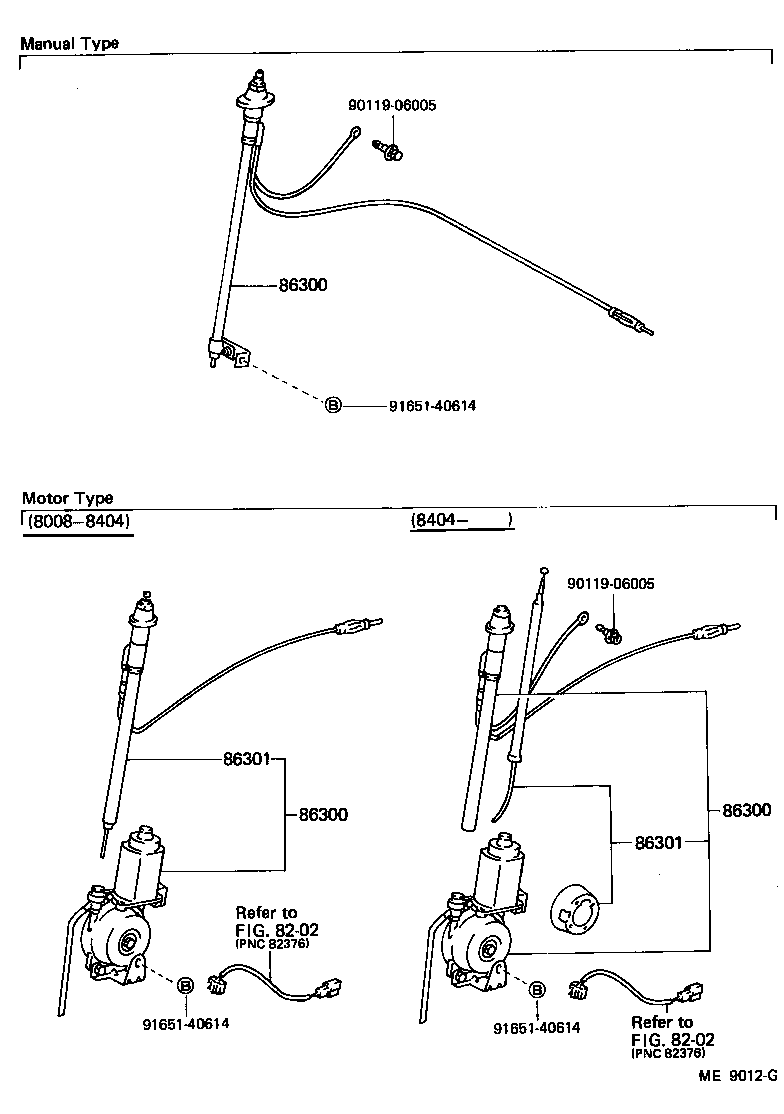 Manual Type
90119-06005
86300
B 91651-40614
Motor Type
(8008-8404)
(8404- )
90119-06005
86301
86300
86300
86301
Refer to
FIG. 82-02
(PNC 82376)
B
91651-40614
B
91651-40614
Refer to
FIG. 82-02
(PNC 82376)
ME 9012-G